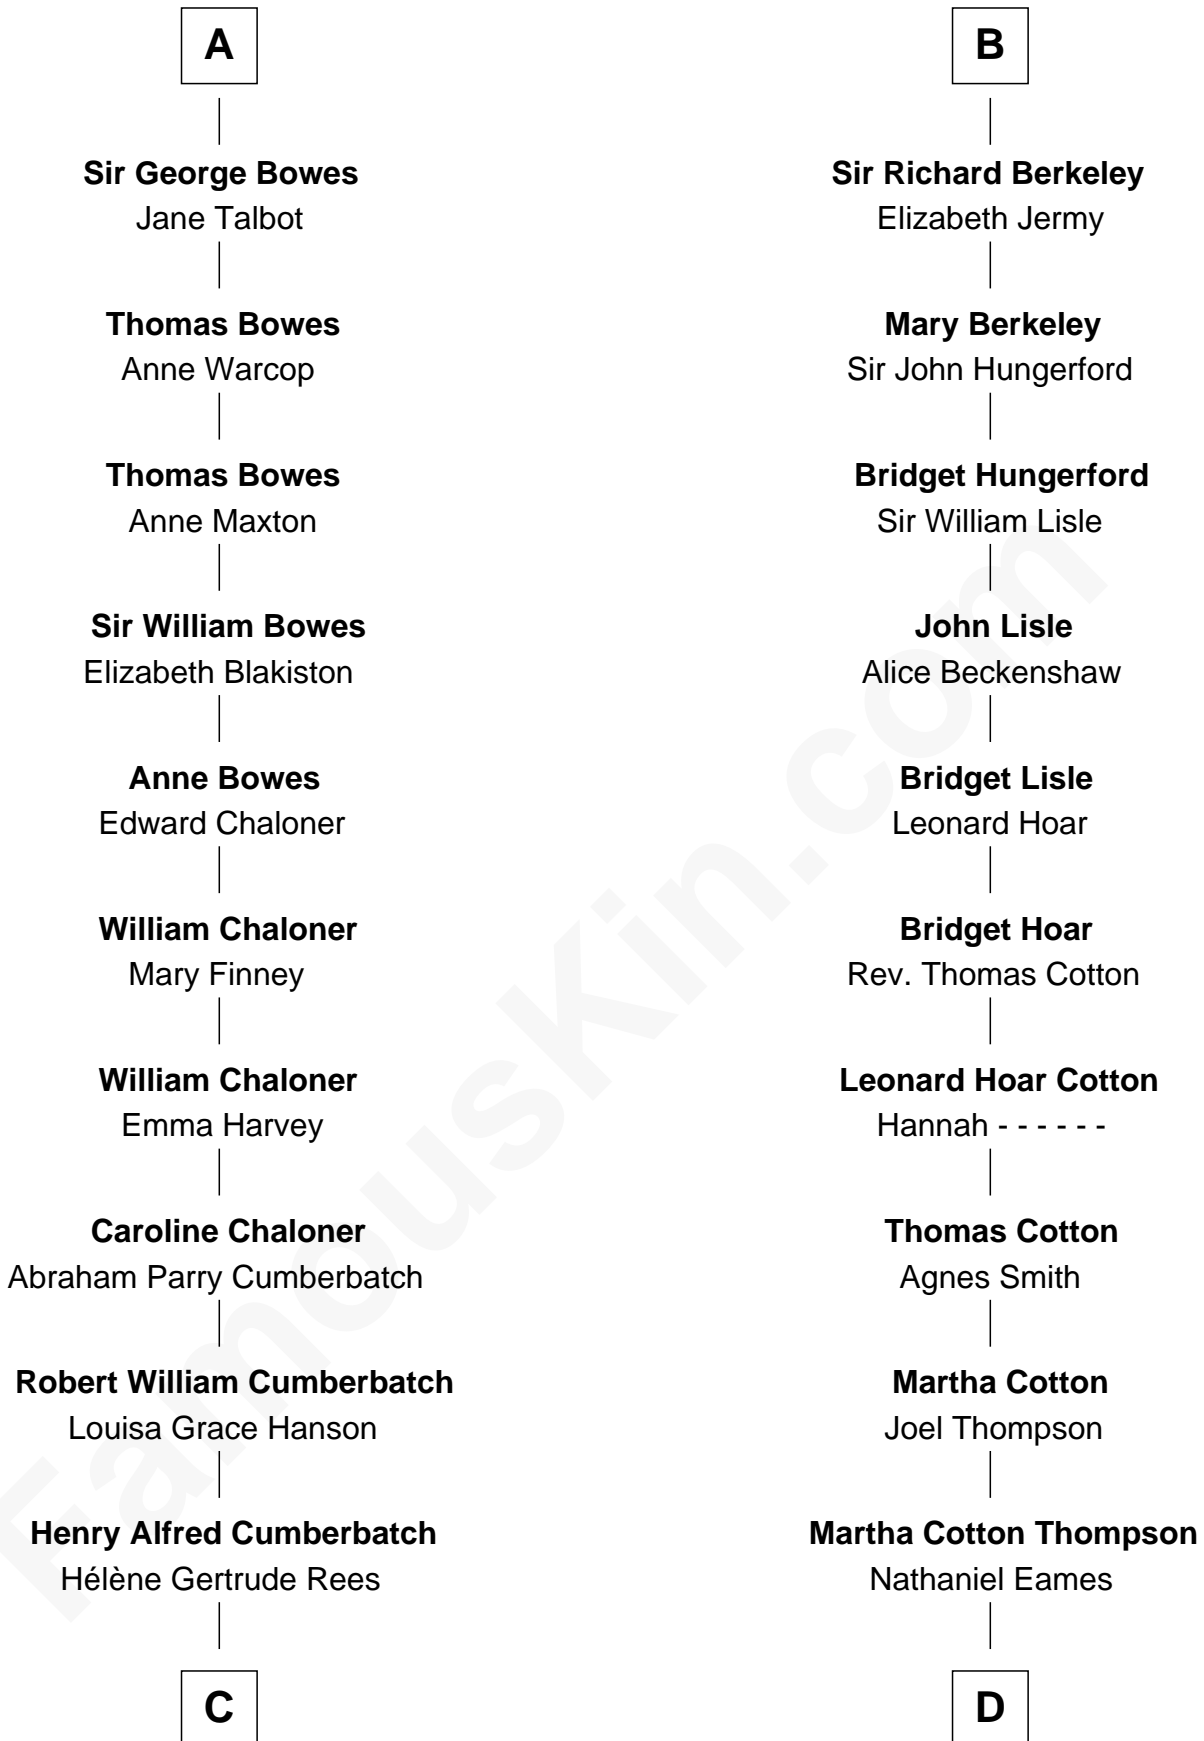 A
Sir George Bowes
Jane Talbot
Thomas Bowes
Anne Warcop
Thomas Bowes
Anne Maxton
Sir William Bowes
Elizabeth Blakiston
Anne Bowes
Edward Chaloner
William Chaloner
Mary Finney
William Chaloner
Emma Harvey
Caroline Chaloner
Abraham Parry Cumberbatch
Robert William Cumberbatch
Louisa Grace Hanson
Henry Alfred Cumberbatch
Hélène Gertrude Rees
C
B
Sir Richard Berkeley
Elizabeth Jermy
Mary Berkeley
Sir John Hungerford
Bridget Hungerford
Sir William Lisle
John Lisle
Alice Beckenshaw
Bridget Lisle
Leonard Hoar
Bridget Hoar
Rev. Thomas Cotton
Leonard Hoar Cotton
Hannah - - - - - -
Thomas Cotton
Agnes Smith
Martha Cotton
Joel Thompson
Martha Cotton Thompson
Nathaniel Eames
D
FamousKin.com